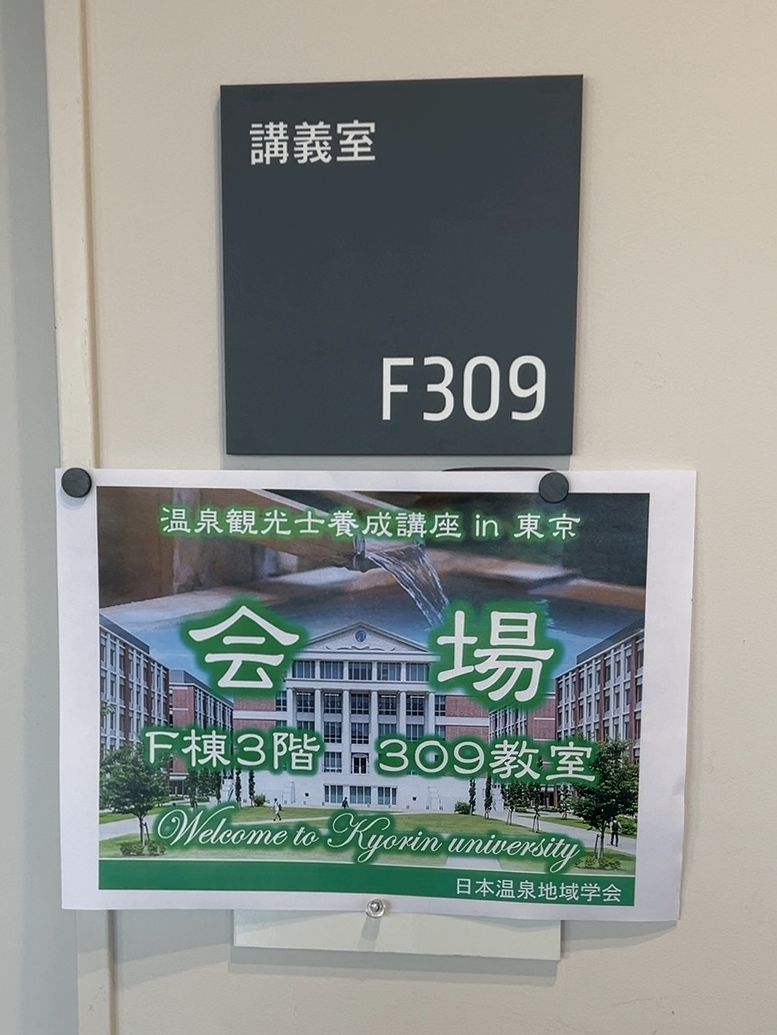 講義室
F309
温泉観光士養成講座 in 東京
会場
F棟3階 309教室
Welcome to Kyorin university
日本温泉地域学会